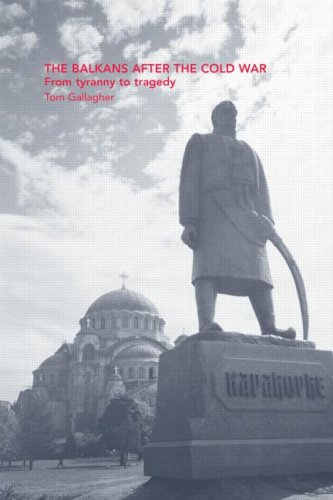 THE BALKANS AFTER THE COLD WAR
From tyranny to tragedy
Tom Gallagher
КАРАЂОРЂЕ